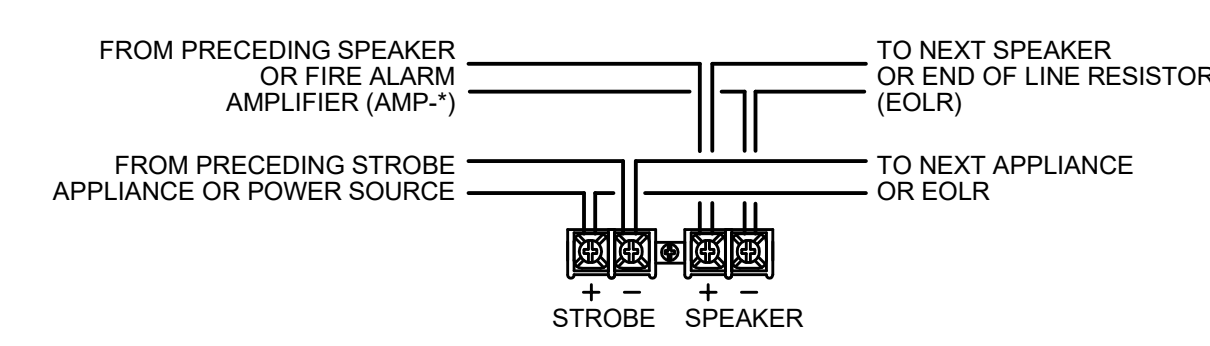 FROM PRECEDING SPEAKER
OR FIRE ALARM
AMPLIFIER (AMP-*)
TO NEXT SPEAKER
OR END OF LINE RESISTOR
(EOLR)
FROM PRECEDING STROBE
APPLIANCE OR POWER SOURCE
TO NEXT APPLIANCE
OR EOLR
+ − + −
STROBE SPEAKER